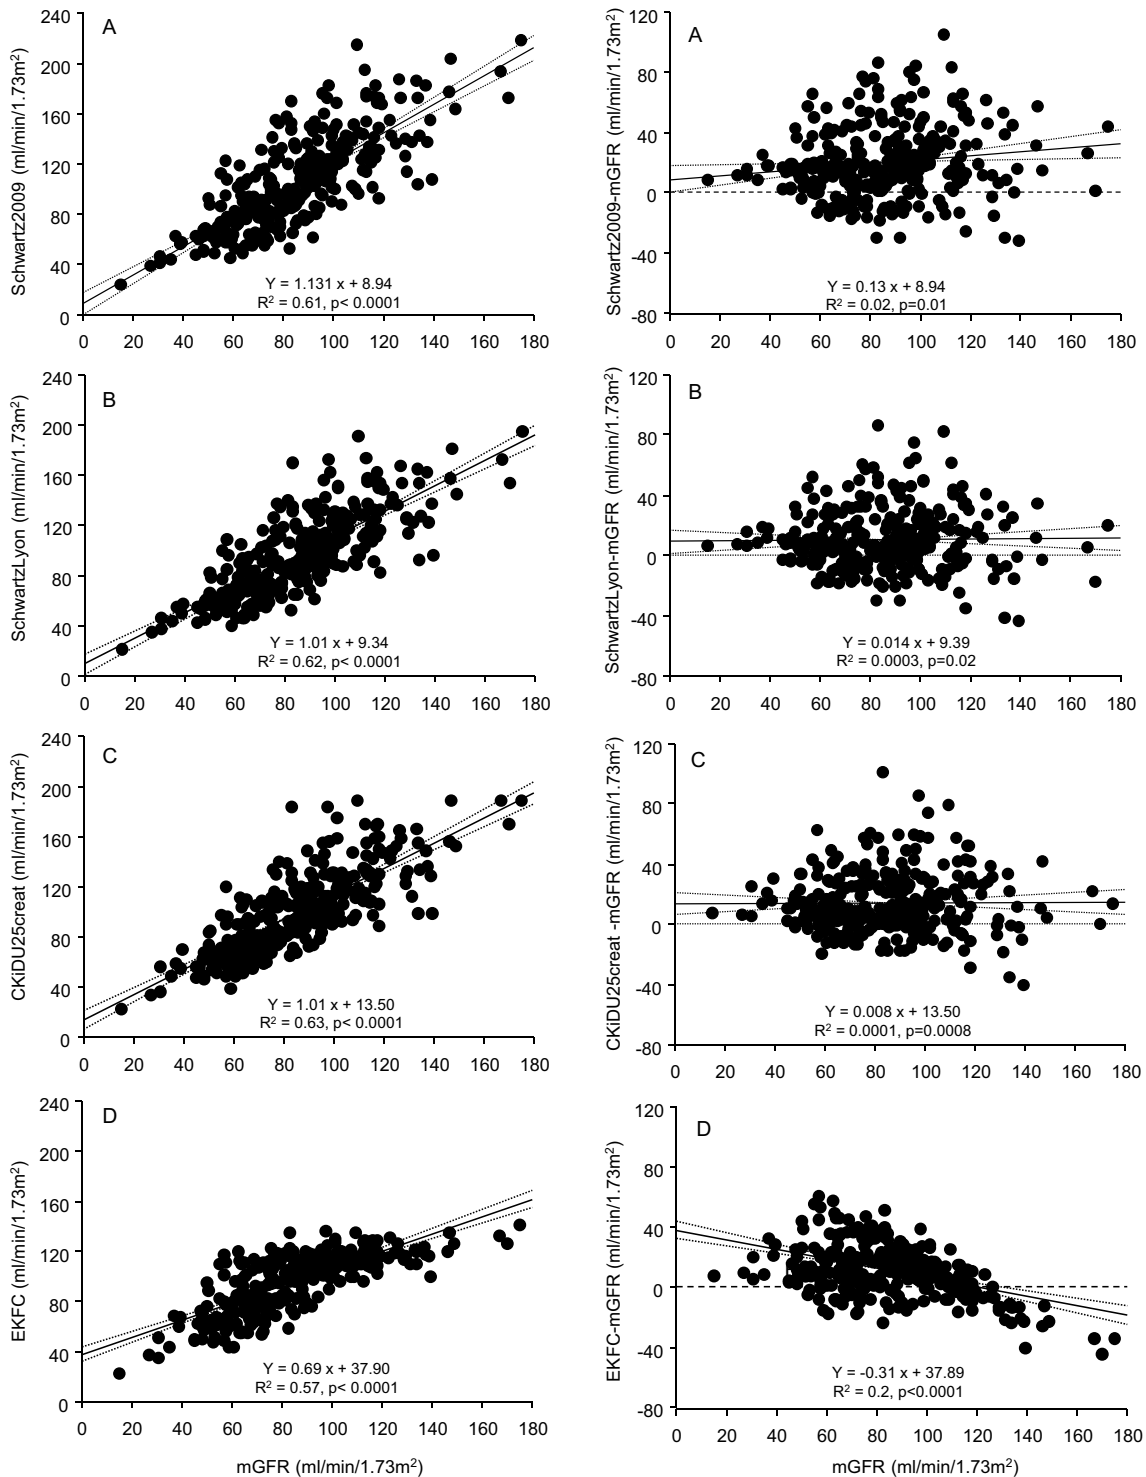 A
Schwartz2009 (ml/min/1.73m²)
240
200
160
120
80
40
0
Y = 1.131 x + 8.94
R² = 0.61, p< 0.0001
0 20 40 60 80 100 120 140 160 180
A
Schwartz2009-mGFR (ml/min/1.73m²)
120
80
40
0
-40
-80
Y = 0.13 x + 8.94
R² = 0.02, p=0.01
0 20 40 60 80 100 120 140 160 180
B
SchwartzLyon (ml/min/1.73m²)
240
200
160
120
80
40
0
Y = 1.01 x + 9.34
R² = 0.62, p< 0.0001
0 20 40 60 80 100 120 140 160 180
B
SchwartzLyon-mGFR (ml/min/1.73m²)
120
80
40
0
-40
-80
Y = 0.014 x + 9.39
R² = 0.0003, p=0.02
0 20 40 60 80 100 120 140 160 180
C
CKiDU25creat (ml/min/1.73m²)
240
200
160
120
80
40
0
Y = 1.01 x + 13.50
R² = 0.63, p< 0.0001
0 20 40 60 80 100 120 140 160 180
C
CKiDU25creat -mGFR (ml/min/1.73m²)
120
80
40
0
-40
-80
Y = 0.008 x + 13.50
R² = 0.0001, p=0.0008
0 20 40 60 80 100 120 140 160 180
D
EKFC (ml/min/1.73m²)
240
200
160
120
80
40
0
Y = 0.69 x + 37.90
R² = 0.57, p< 0.0001
0 20 40 60 80 100 120 140 160 180
mGFR (ml/min/1.73m²)
D
EKFC-mGFR (ml/min/1.73m²)
120
80
40
0
-40
-80
Y = -0.31 x + 37.89
R² = 0.2, p<0.0001
0 20 40 60 80 100 120 140 160 180
mGFR (ml/min/1.73m²)